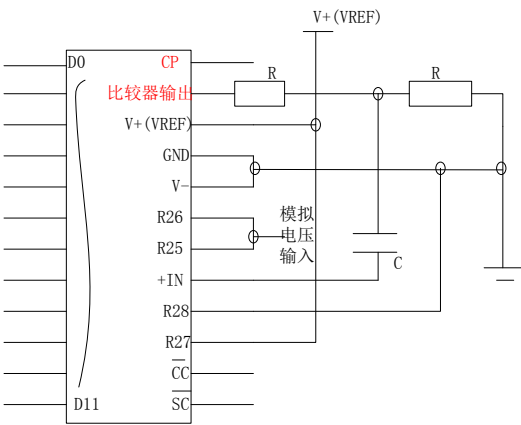 V+(VREF)
D0
CP
R
R
比较器输出
V+(VREF)
GND
V-
R26
模拟
电压
输入
R25
C
+IN
R28
R27
CC
D11
SC